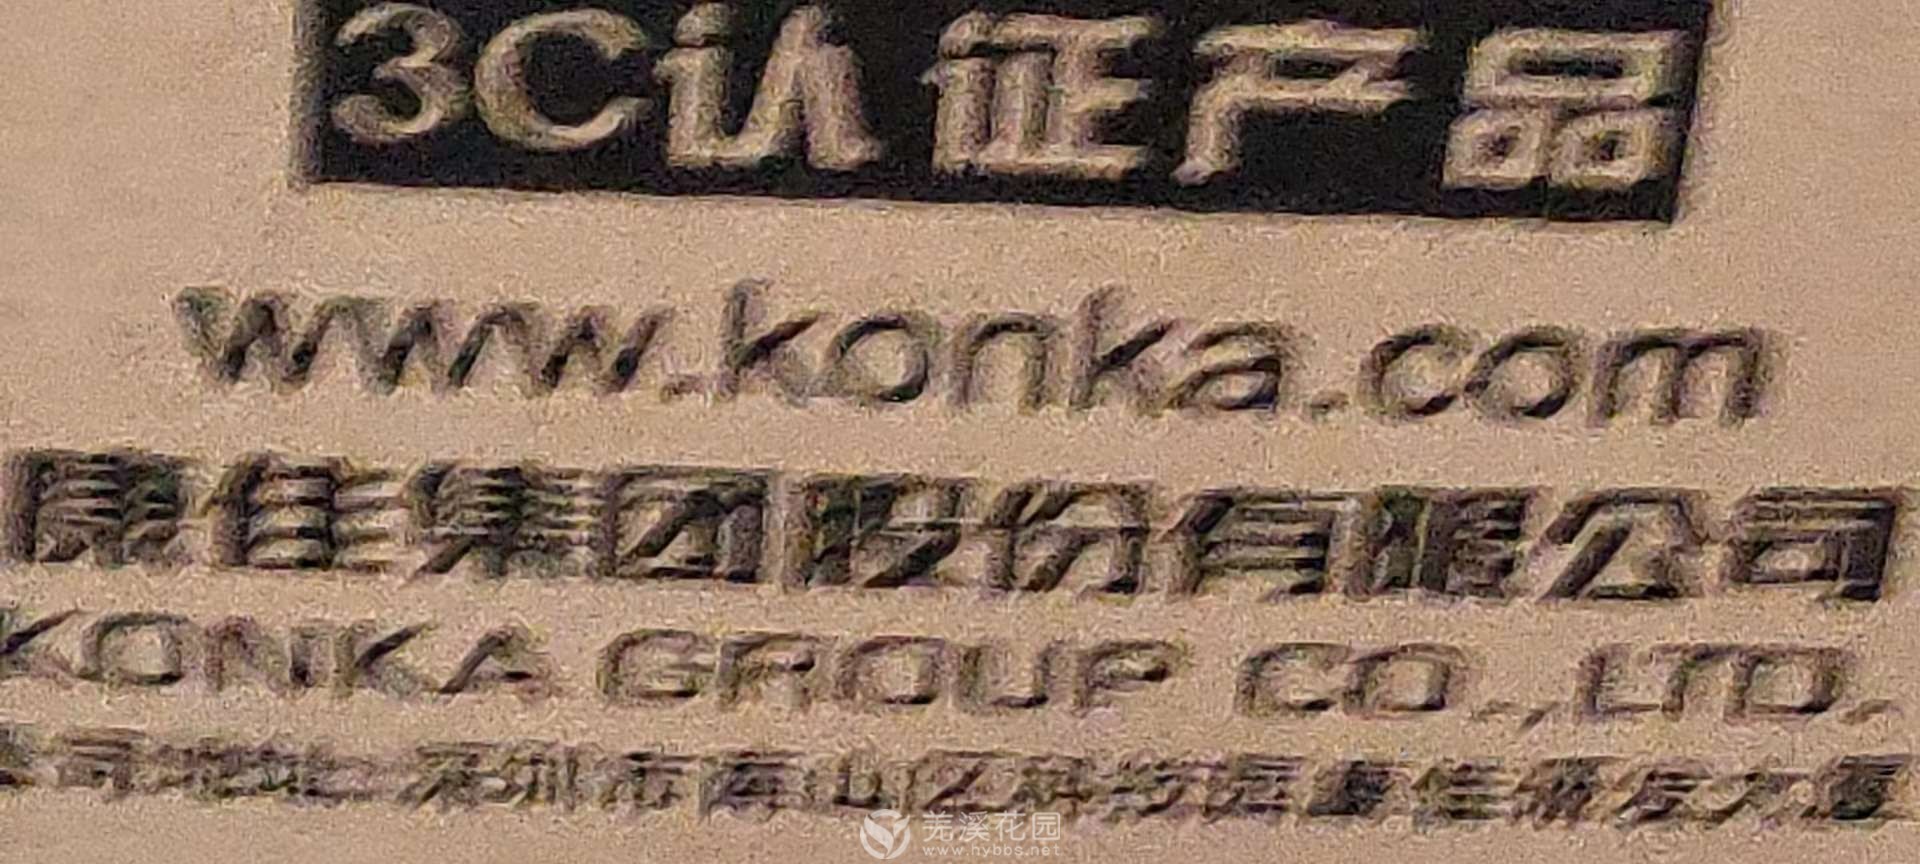 3C认证产品
www.konka.com
康佳集团股份有限公司
KONKA GROUP CO.,LTD.
公司地址:深圳市南山区科技园康佳研发大厦
羌溪花园
www.hybbs.net